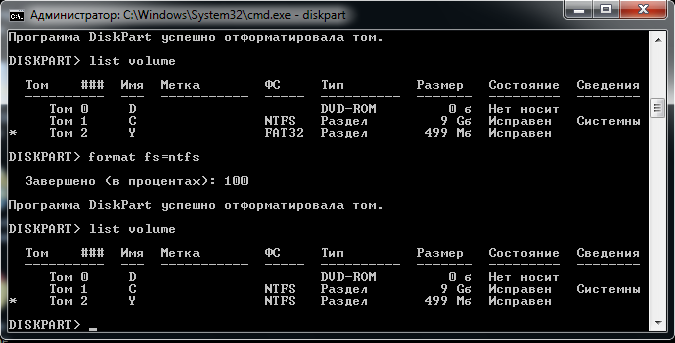 Администратор: C:\Windows\System32\cmd.exe - diskpart
Программа DiskPart успешно отформатировала том.
DISKPART> list volume
Том ### Имя Метка ФС Тип Размер Состояние Сведения
---------- --- ----------- ----- ---------- ------- --------- --------
Том 0 D DVD-ROM 0 б Нет носит
Том 1 C NTFS Раздел 9 Gб Исправен Системны
* Том 2 Y FAT32 Раздел 499 Mб Исправен
DISKPART> format fs=ntfs
Завершено (в процентах): 100
Программа DiskPart успешно отформатировала том.
DISKPART> list volume
Том ### Имя Метка ФС Тип Размер Состояние Сведения
---------- --- ----------- ----- ---------- ------- --------- --------
Том 0 D DVD-ROM 0 б Нет носит
Том 1 C NTFS Раздел 9 Gб Исправен Системны
* Том 2 Y NTFS Раздел 499 Mб Исправен
DISKPART> _